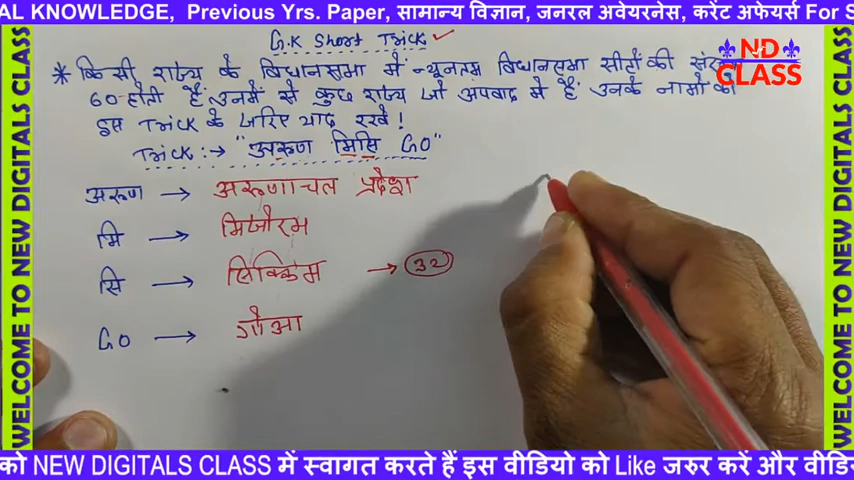 AL KNOWLEDGE, Previous Yrs. Paper, सामान्य विज्ञान, जनरल अवेयरनेस, करेंट अफेयर्स For S
G.K Short Trick ✓
ND
CLASS
* किसी राज्य के विधानसभा में न्यूनतम विधानसभा सीटों की संख
60 होती हैं उनमें से कुछ राज्य जो अपवाद में हैं उनके नामों को
इस Trick के जरिए याद रखें!
Trick:→ "अरूण मिसि GO"
अरूण → अरूणाचल प्रदेश
मि → मिजोरम
सि → सिक्किम → 32
GO → गोआ
WELCOME TO NEW DIGITALS CLASS
WELCOME TO NEW DIGITALS CLASS
को NEW DIGITALS CLASS में स्वागत करते हैं इस वीडियो को Like जरुर करें और वीडि